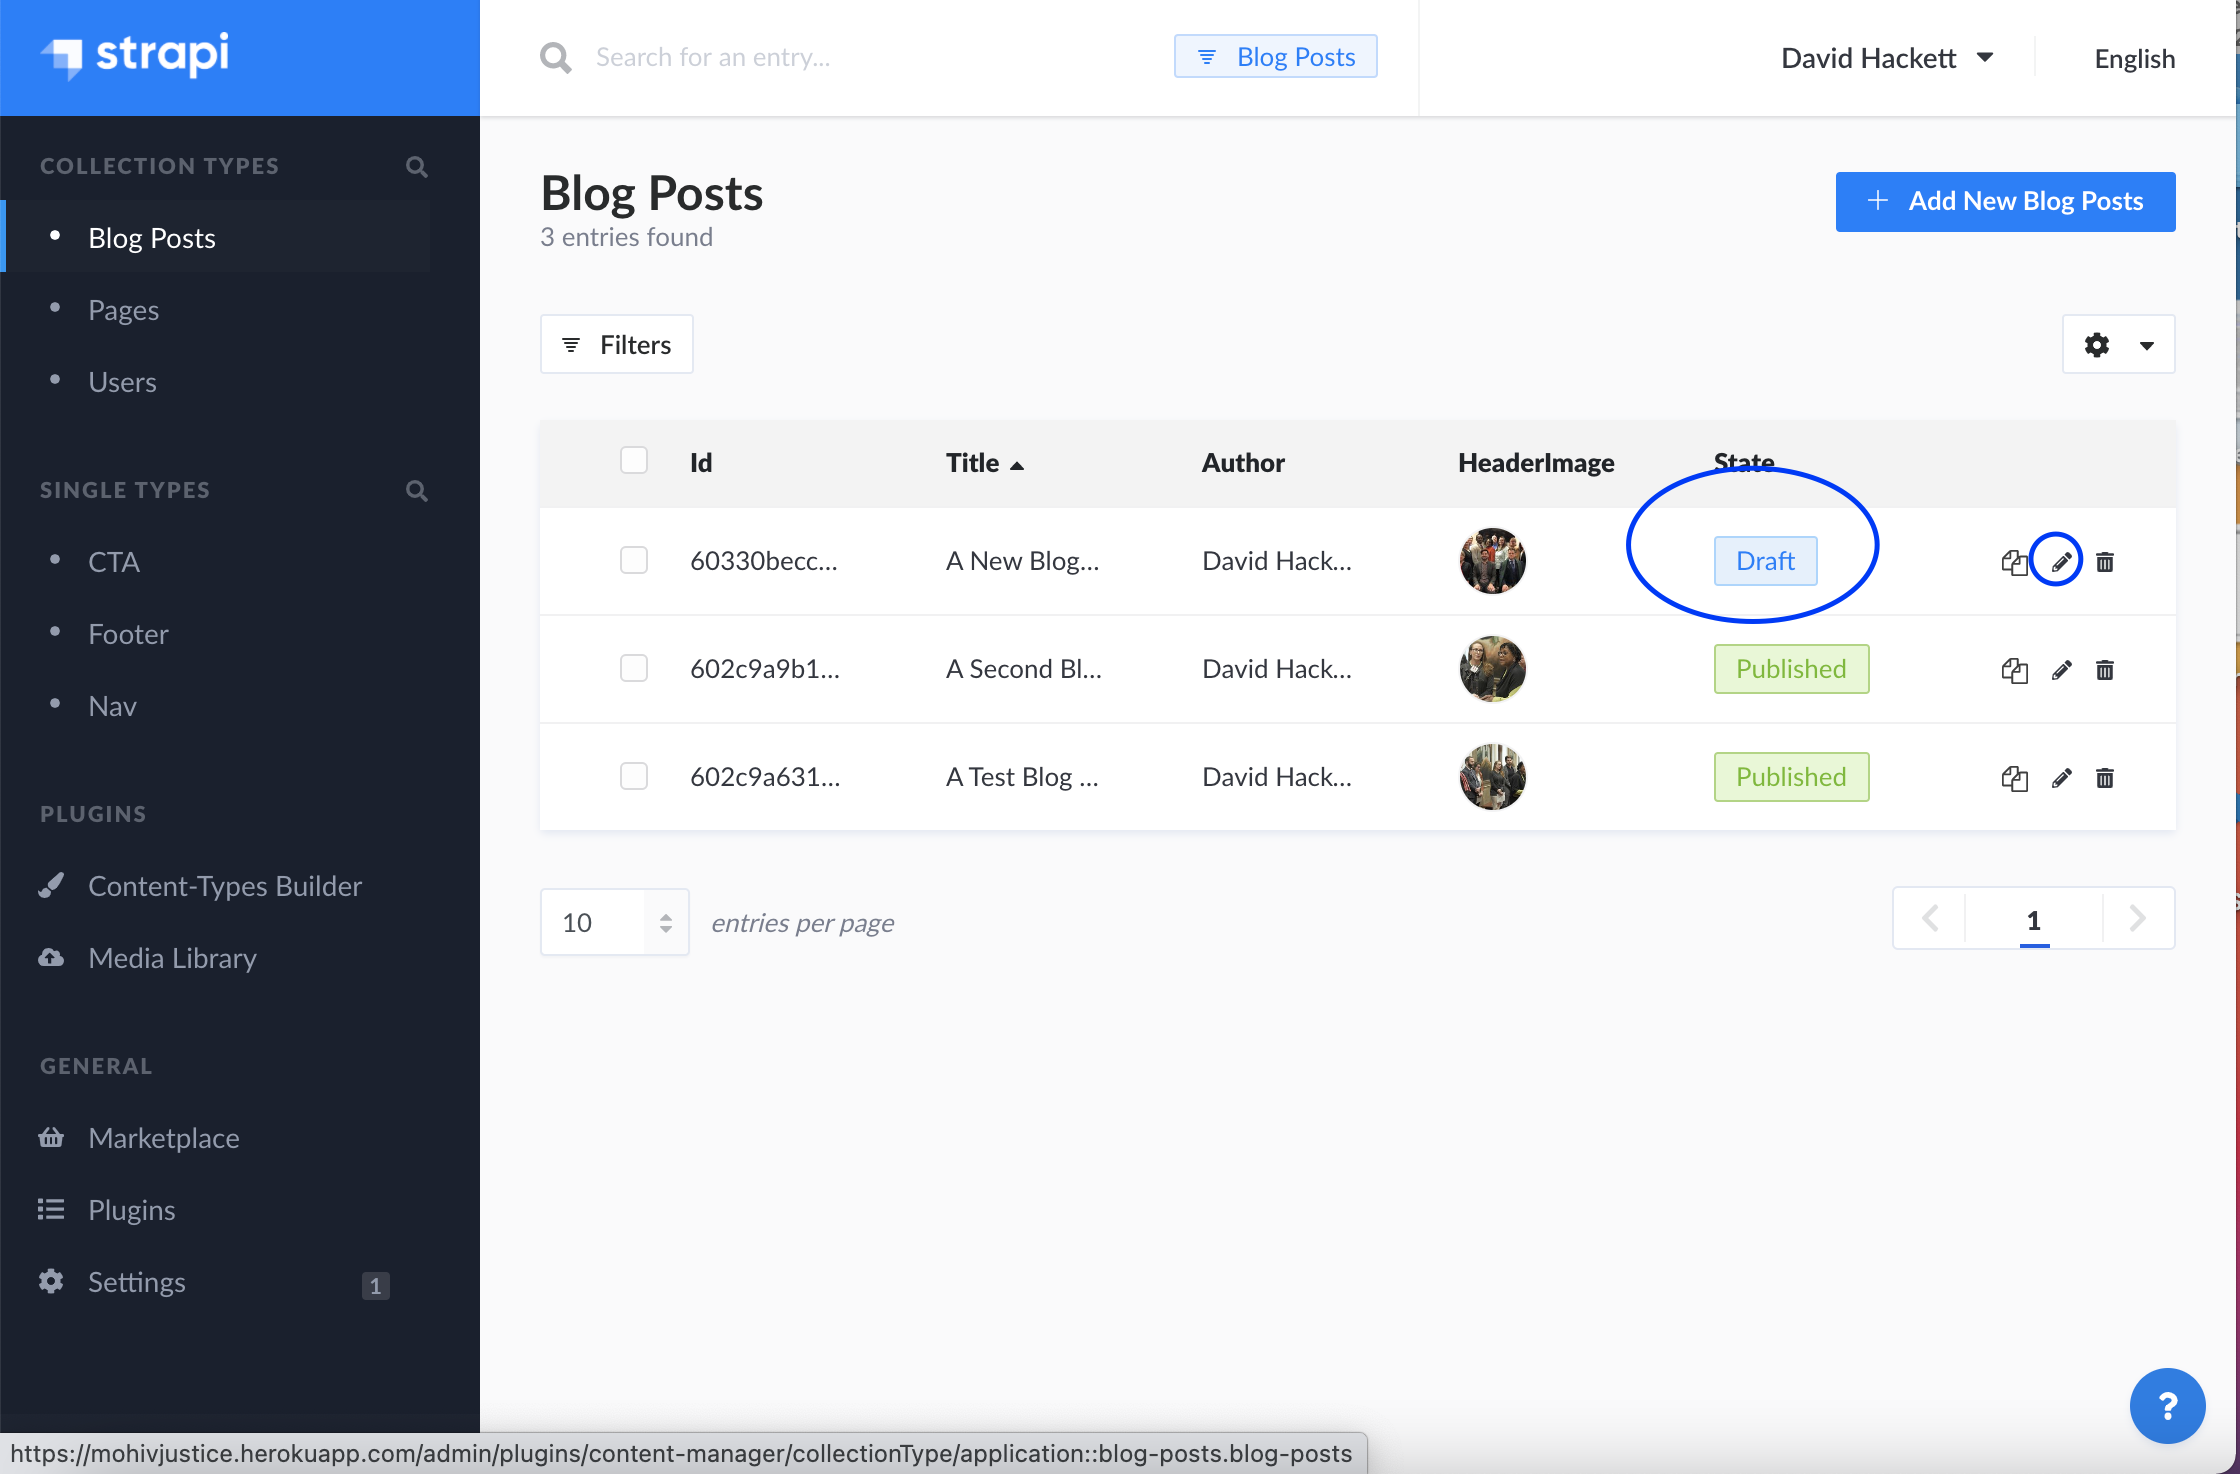 strapi
Search for an entry...
Blog Posts
David Hackett
English
COLLECTION TYPES
Blog Posts
Pages
Users
SINGLE TYPES
CTA
Footer
Nav
PLUGINS
Content-Types Builder
Media Library
GENERAL
Marketplace
Plugins
Settings 1
Blog Posts
3 entries found
Add New Blog Posts
Filters
Id Title Author HeaderImage State
60330becc... A New Blog... David Hack... Draft
602c9a9b1... A Second Bl... David Hack... Published
602c9a631... A Test Blog ... David Hack... Published
10 entries per page
1
?
https://mohivjustice.herokuapp.com/admin/plugins/content-manager/collectionType/application::blog-posts.blog-posts